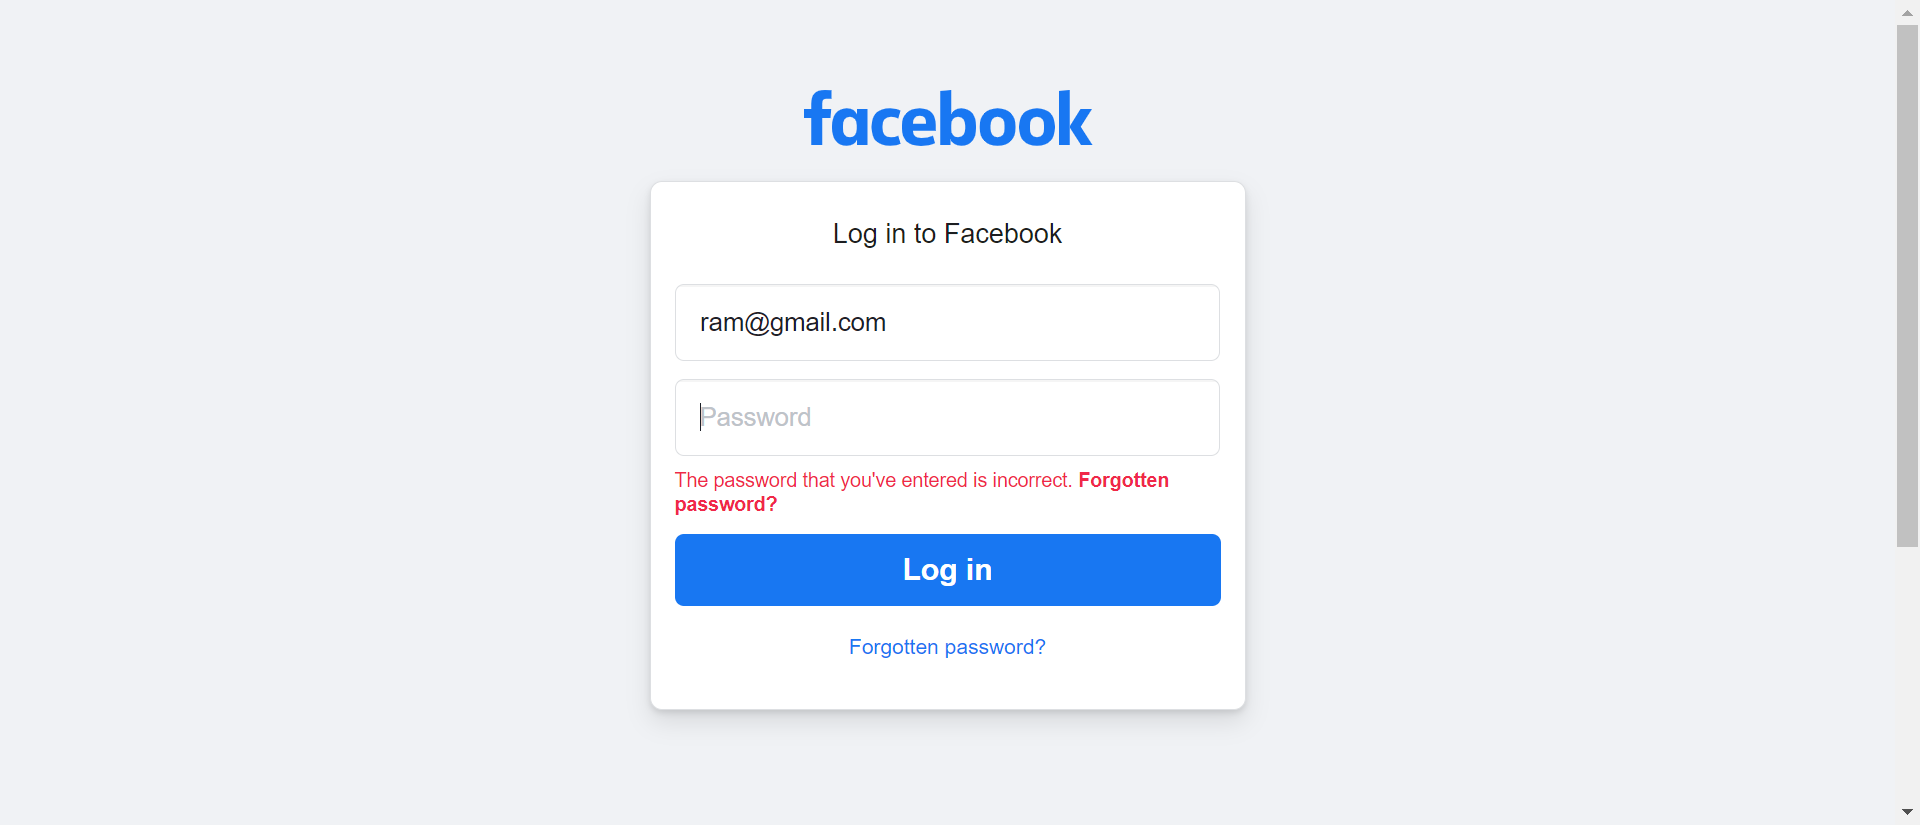 facebook
Log in to Facebook
ram@gmail.com
Password
The password that you've entered is incorrect. Forgotten
password?
Log in
Forgotten password?